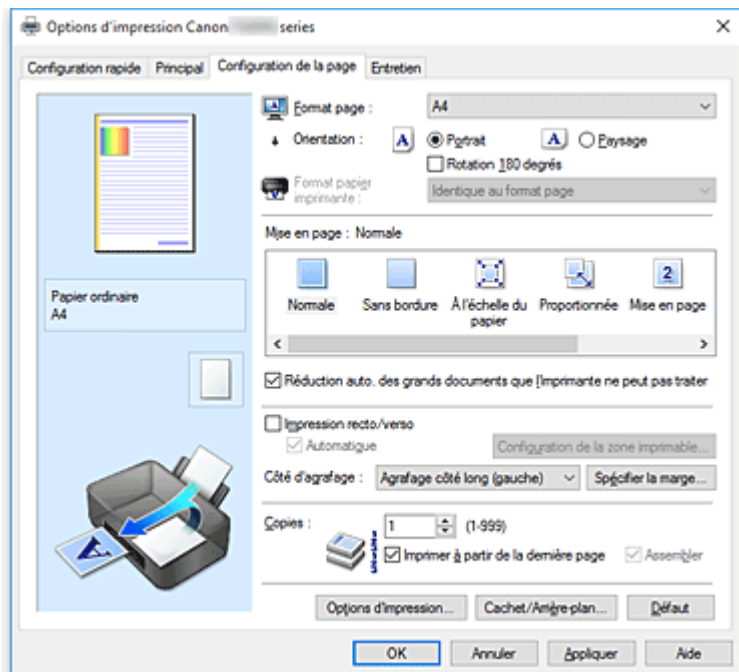 Options d'impression Canon series
Configuration rapide Principal Configuration de la page Entretien
Format page : A4
Orientation : A Portrait A Paysage
Rotation 180 degrés
Format papier imprimante : Identique au format page
Mise en page : Normale
2
Normale Sans bordure À l'échelle du papier Proportionnée Mise en page
Papier ordinaire
A4
Réduction auto. des grands documents que l'imprimante ne peut pas traiter
Impression recto/verso
Automatique Configuration de la zone imprimable...
Côté d'agrafage : Agrafage côté long (gauche) Spécifier la marge...
Copies : 1 (1-999)
Imprimer à partir de la dernière page Assembler
A
Options d'impression... Cachet/Arrière-plan... Défaut
OK Annuler Appliquer Aide